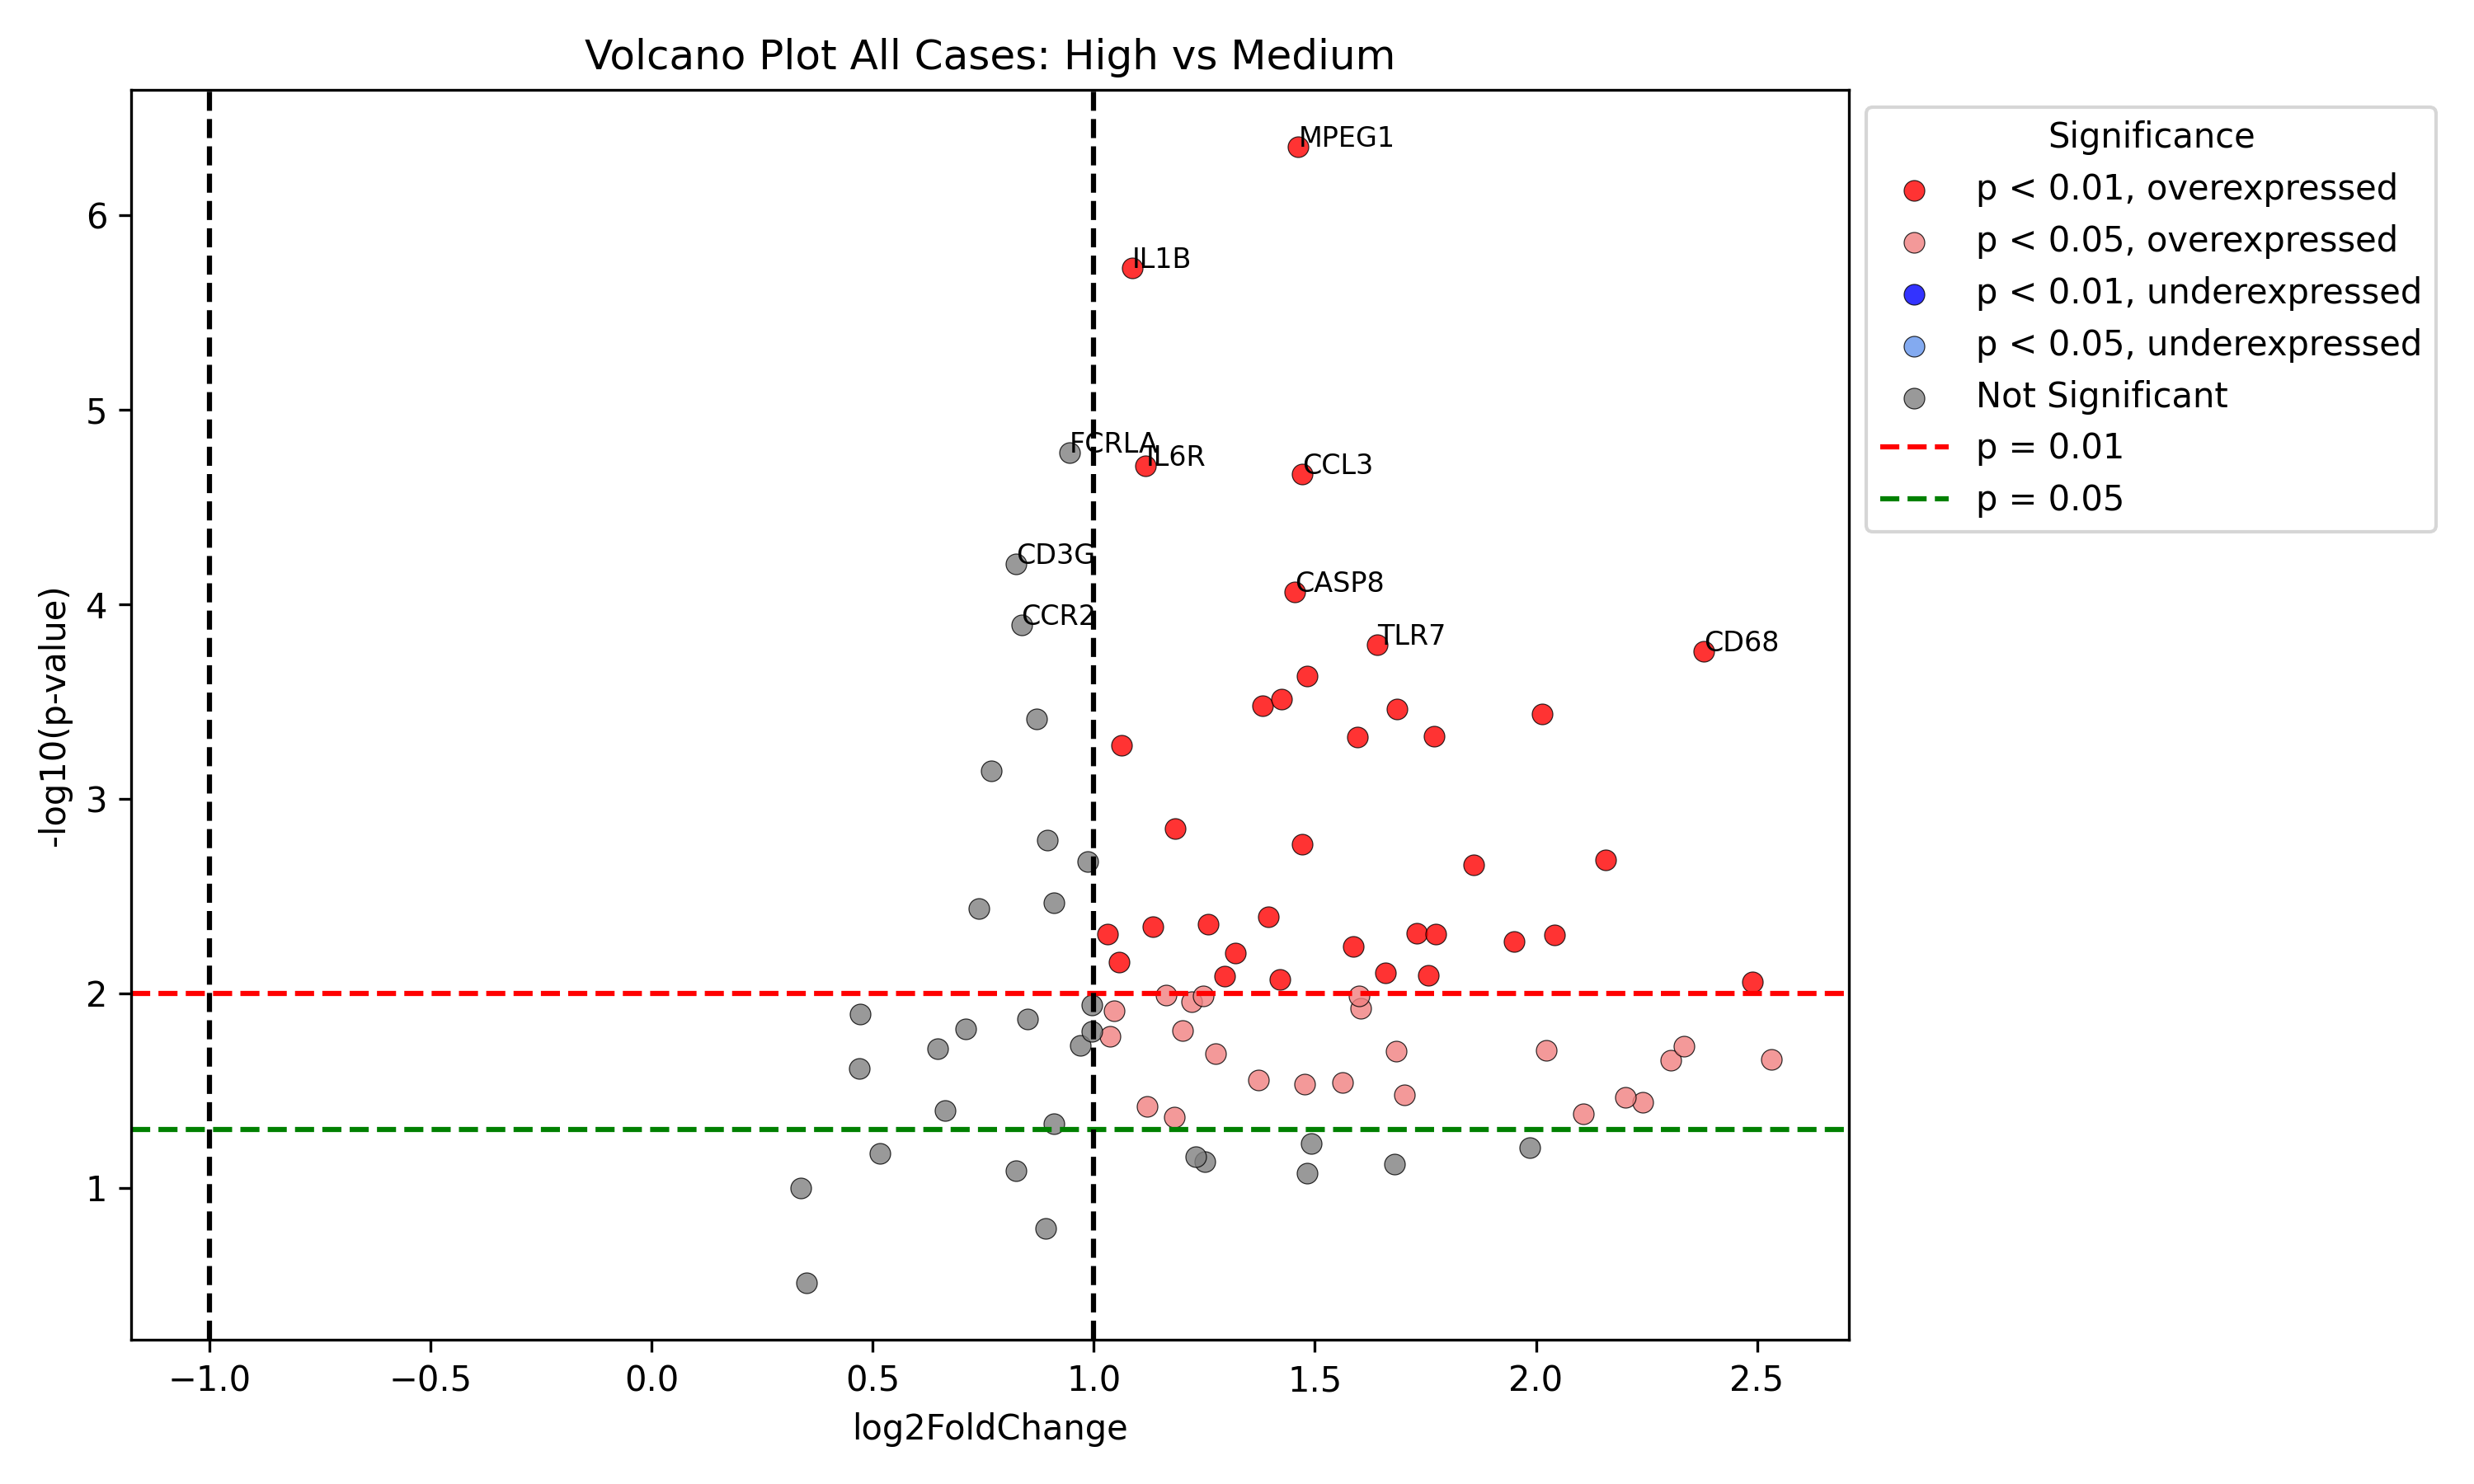 Volcano Plot All Cases: High vs Medium
MPEG1
IL1B
FCRLA
IL6R
CCL3
CD3G
CASP8
CCR2
TLR7
CD68
-log10(p-value)
6
5
4
3
2
1
−1.0
−0.5
0.0
0.5
1.0
1.5
2.0
2.5
log2FoldChange
Significance
p < 0.01, overexpressed
p < 0.05, overexpressed
p < 0.01, underexpressed
p < 0.05, underexpressed
Not Significant
p = 0.01
p = 0.05